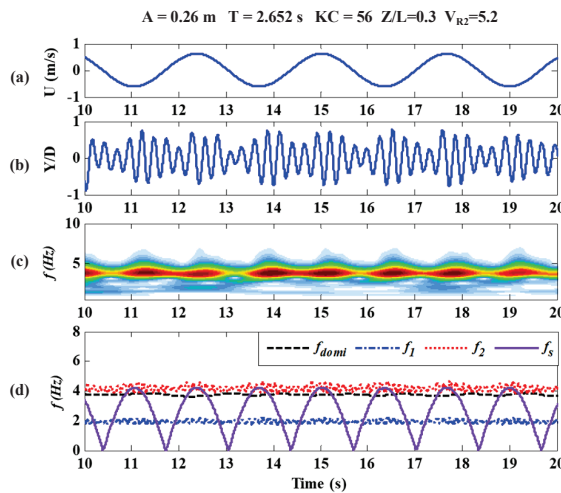 A = 0.26 m T = 2.652 s KC = 56 Z/L=0.3 V_R2=5.2
(a)
U (m/s)
1
0
-1
10 11 12 13 14 15 16 17 18 19 20
(b)
Y/D
1
0
-1
10 11 12 13 14 15 16 17 18 19 20
(c)
f (Hz)
10
5
10 11 12 13 14 15 16 17 18 19 20
(d)
f (Hz)
8
6
4
2
0
f_domi f_1 f_2 f_s
10 11 12 13 14 15 16 17 18 19 20
Time (s)